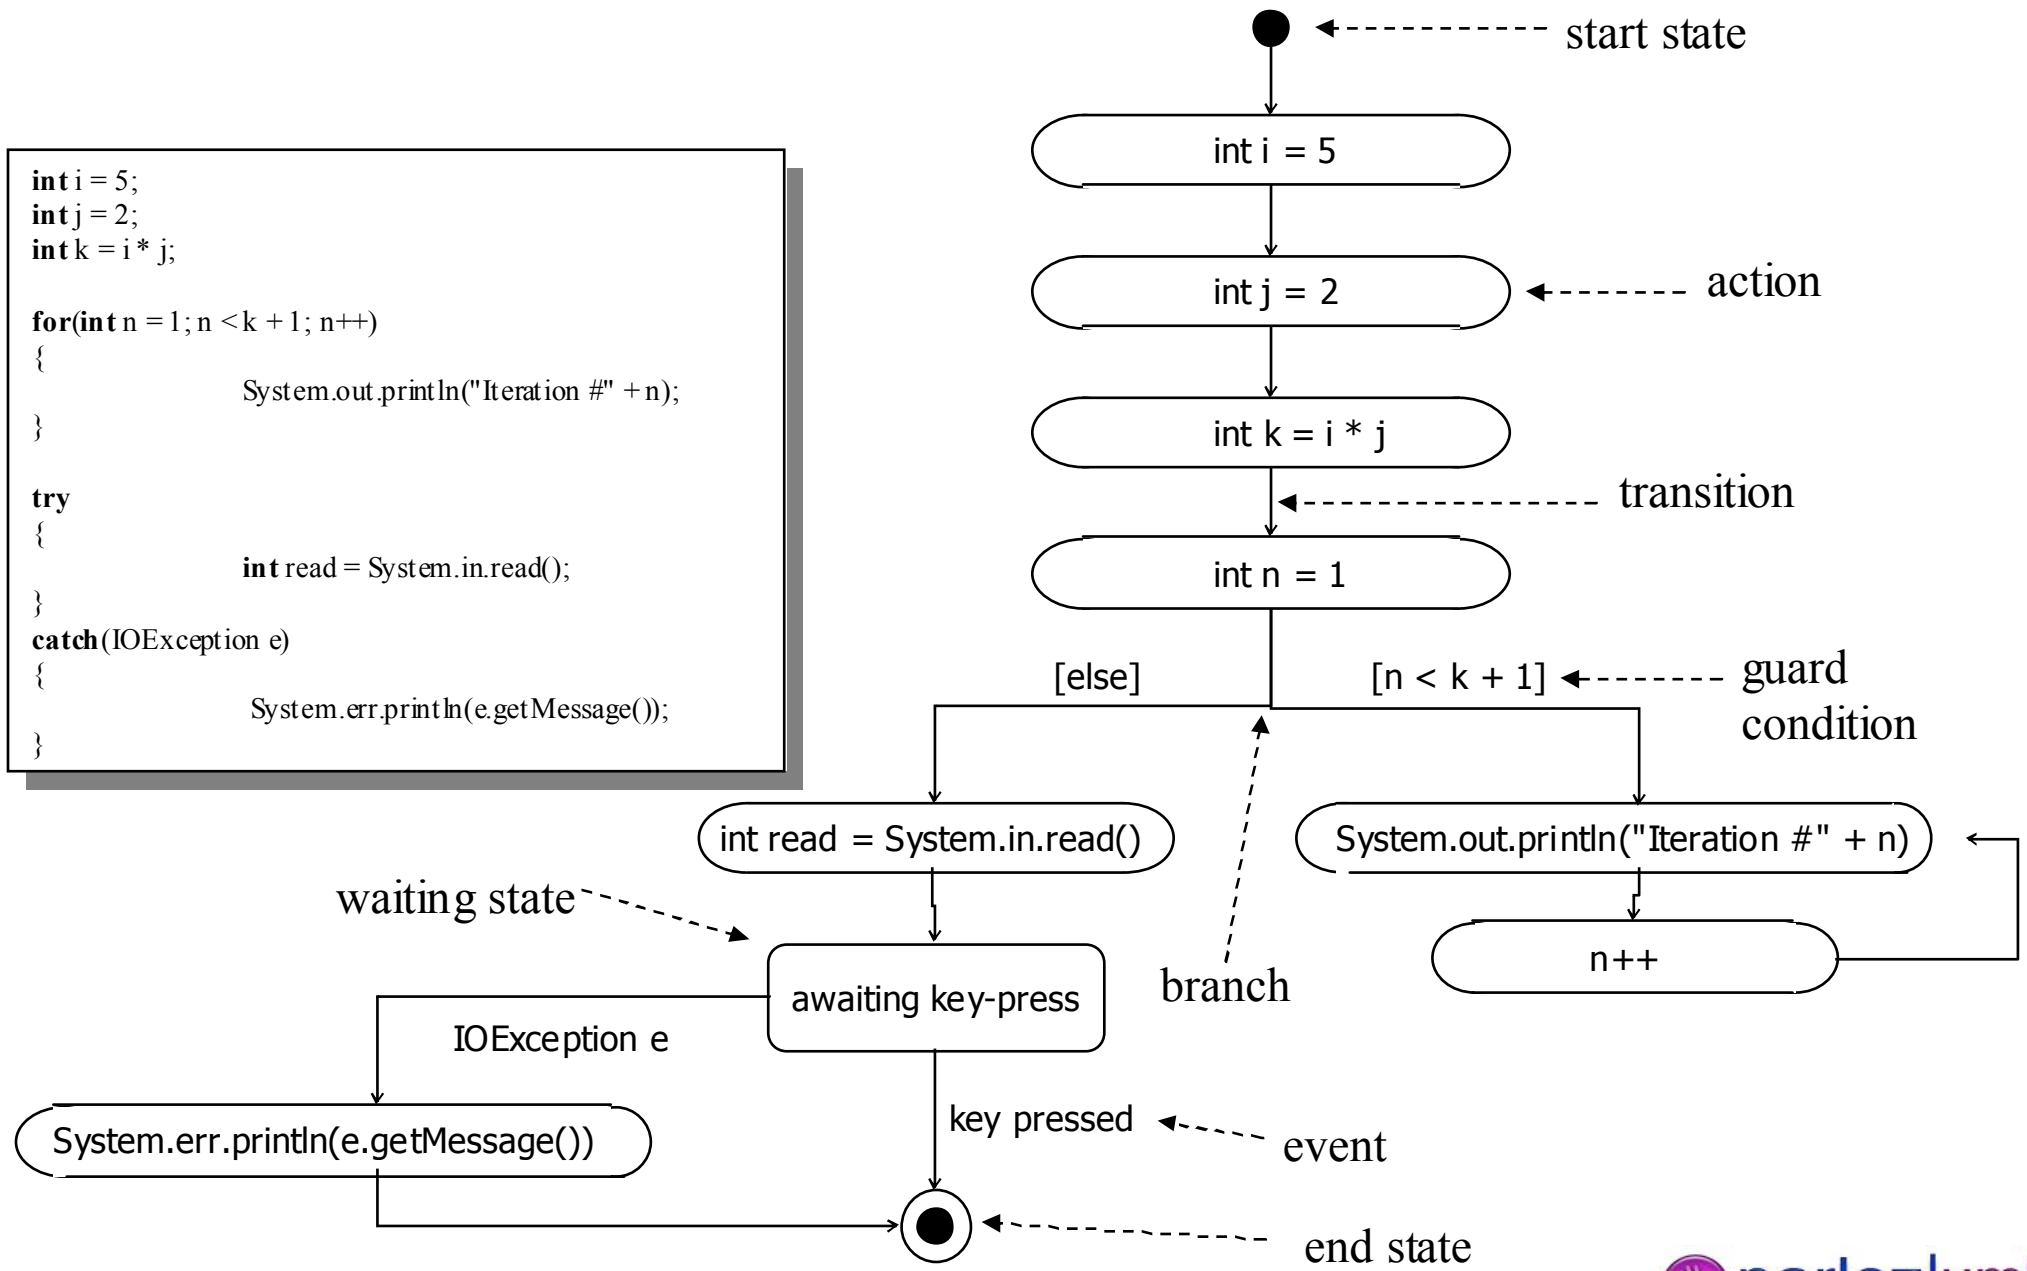 int i = 5;
int j = 2;
int k = i * j;
for(int n = 1; n < k + 1; n++)
{
System.out.println("Iteration #" + n);
}
try
{
int read = System.in.read();
}
catch(IOException e)
{
System.err.println(e.getMessage());
}
start state
int i = 5
int j = 2
action
int k = i * j
transition
int n = 1
[else]
[n < k + 1]
guard
condition
int read = System.in.read()
System.out.println("Iteration #" + n)
waiting state
n++
branch
awaiting key-press
IOException e
key pressed
System.err.println(e.getMessage())
event
end state